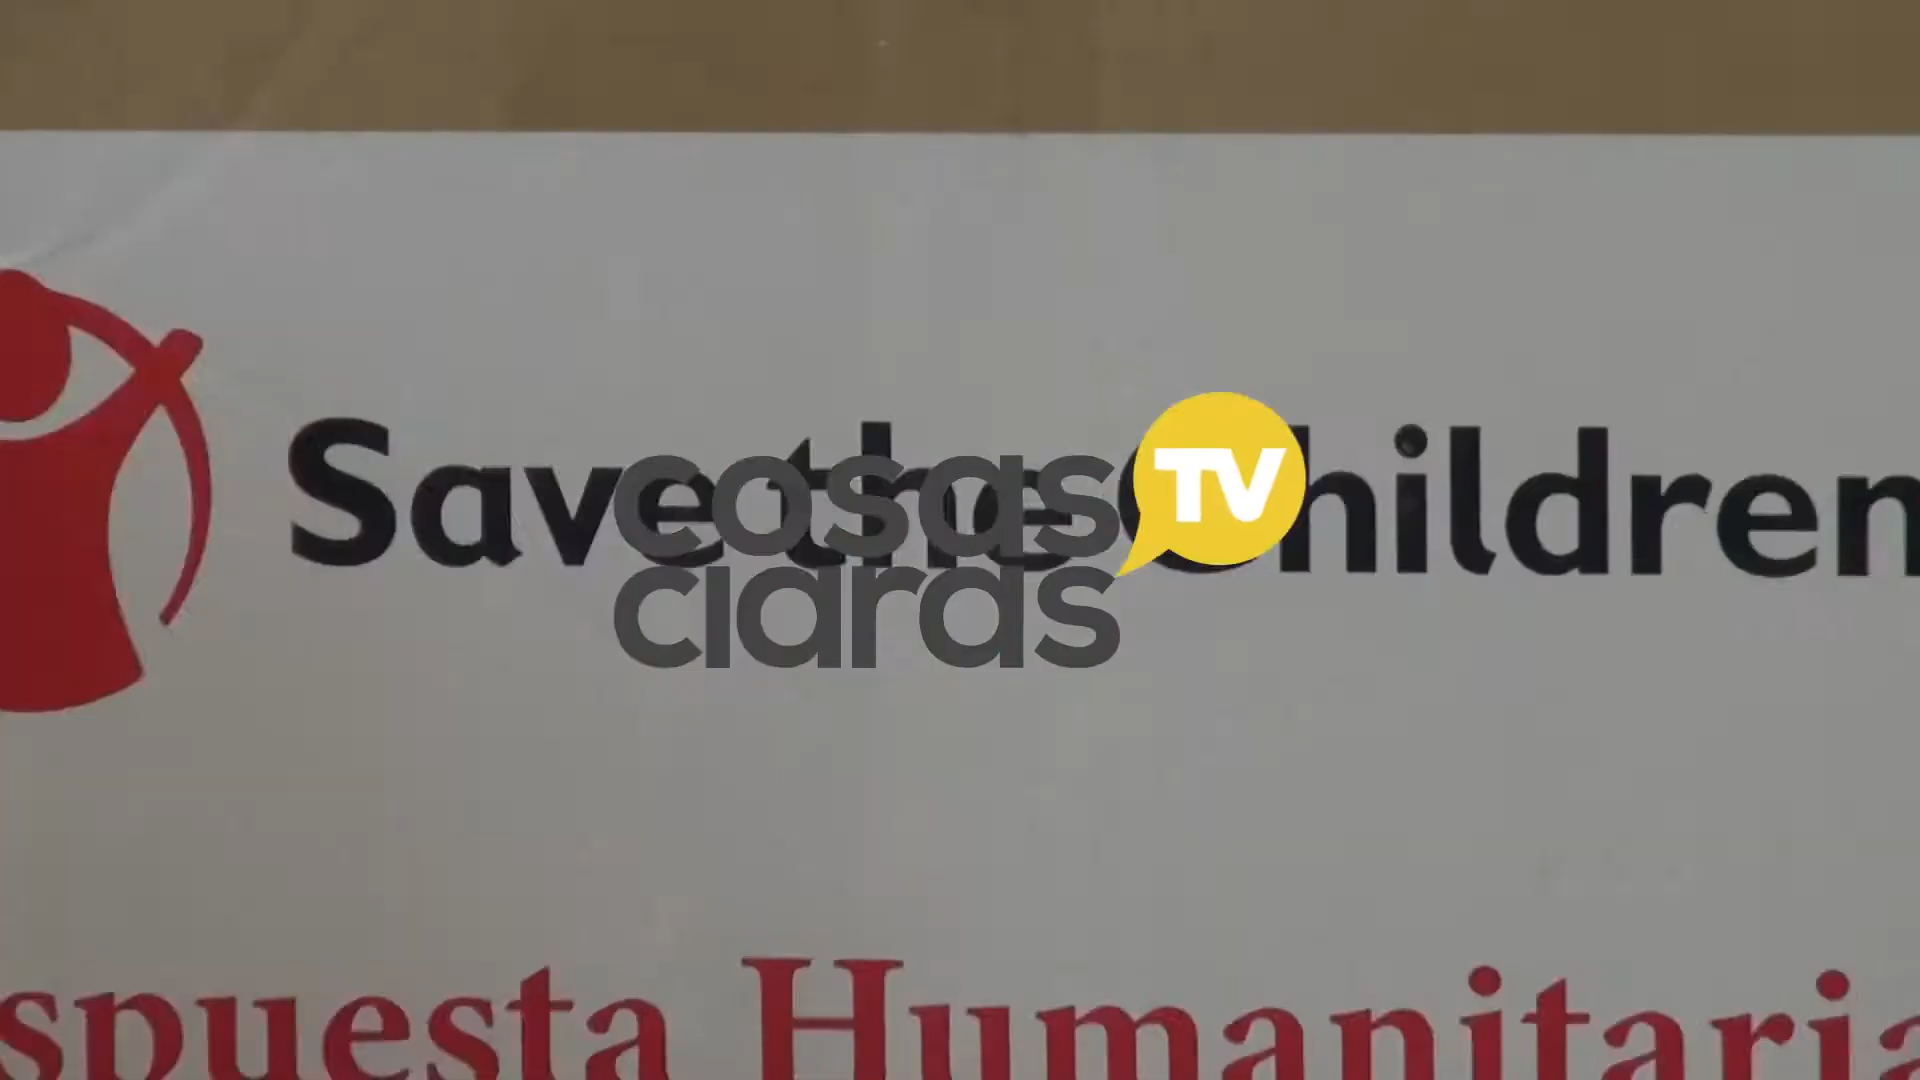 Save the Children
cosas TV
claras
spuesta Humanitaria